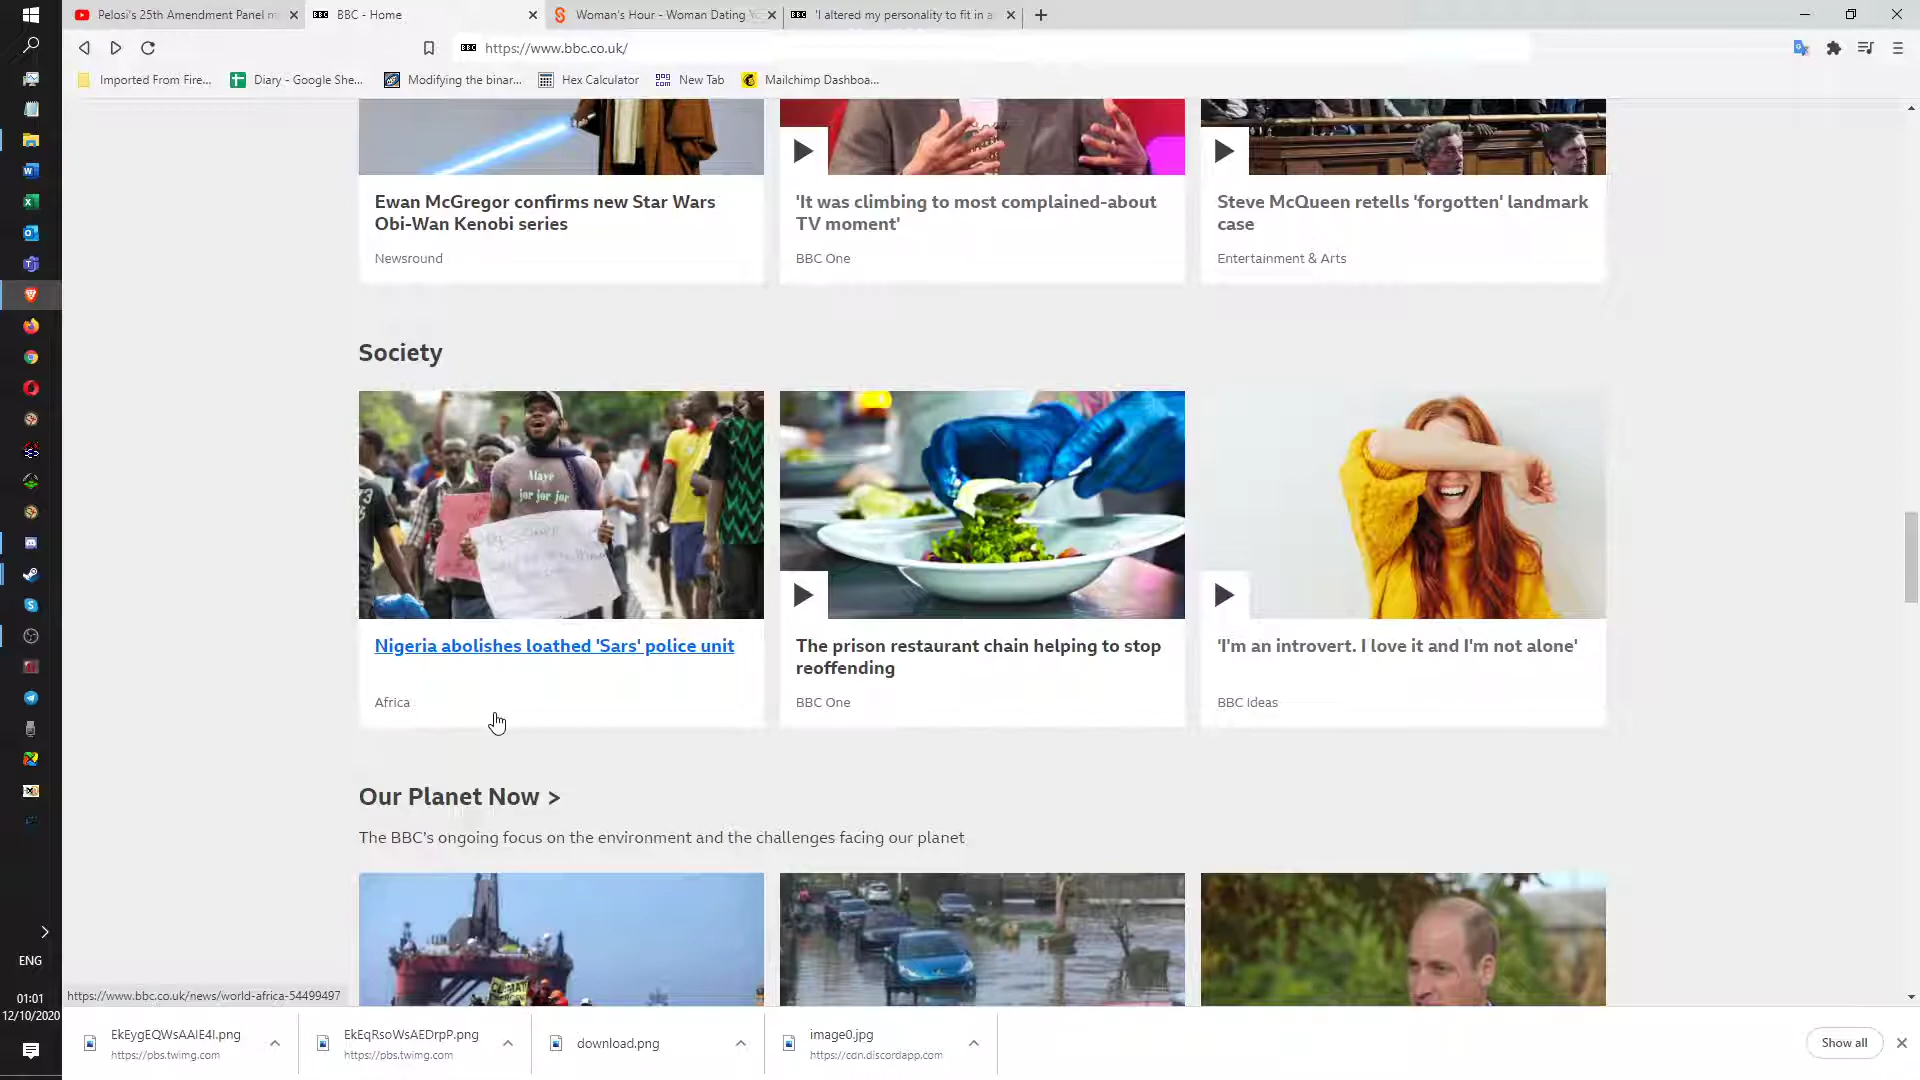 Pelosi's 25th Amendment Panel m
BBC - Home
Woman's Hour - Woman Dating Yo
'I altered my personality to fit in a
https://www.bbc.co.uk/
Imported From Fire...
Diary - Google She...
Modifying the binar...
Hex Calculator
New Tab
Mailchimp Dashboa...
Ewan McGregor confirms new Star Wars
Obi-Wan Kenobi series
Newsround
'It was climbing to most complained-about
TV moment'
BBC One
Steve McQueen retells 'forgotten' landmark
case
Entertainment & Arts
Society
Alaye
jor jor jor
Nigeria abolishes loathed 'Sars' police unit
Africa
The prison restaurant chain helping to stop
reoffending
BBC One
'I'm an introvert. I love it and I'm not alone'
BBC Ideas
Our Planet Now >
The BBC's ongoing focus on the environment and the challenges facing our planet
CLIMATE
ENG
01:01
12/10/2020
https://www.bbc.co.uk/news/world-africa-54499497
EkEygEQWsAAIE4I.png
https://pbs.twimg.com
EkEqRsoWsAEDrpP.png
https://pbs.twimg.com
download.png
image0.jpg
https://cdn.discordapp.com
Show all